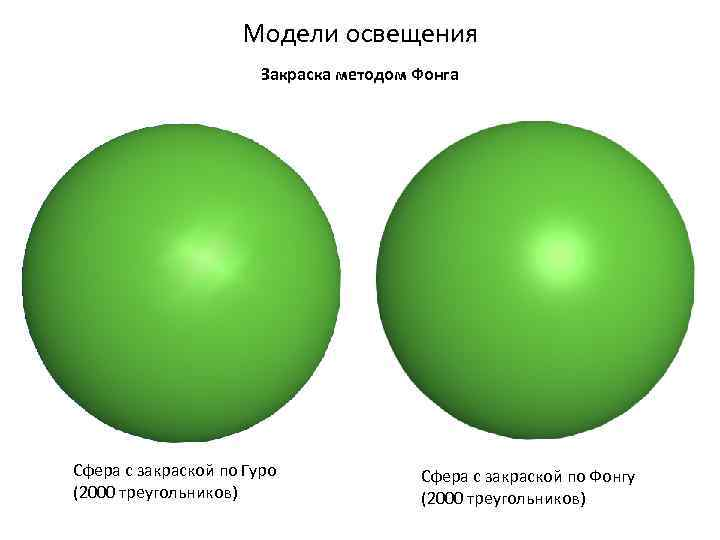 Модели освещения
Закраска методом Фонга
Сфера с закраской по Гуро
(2000 треугольников)
Сфера с закраской по Фонгу
(2000 треугольников)